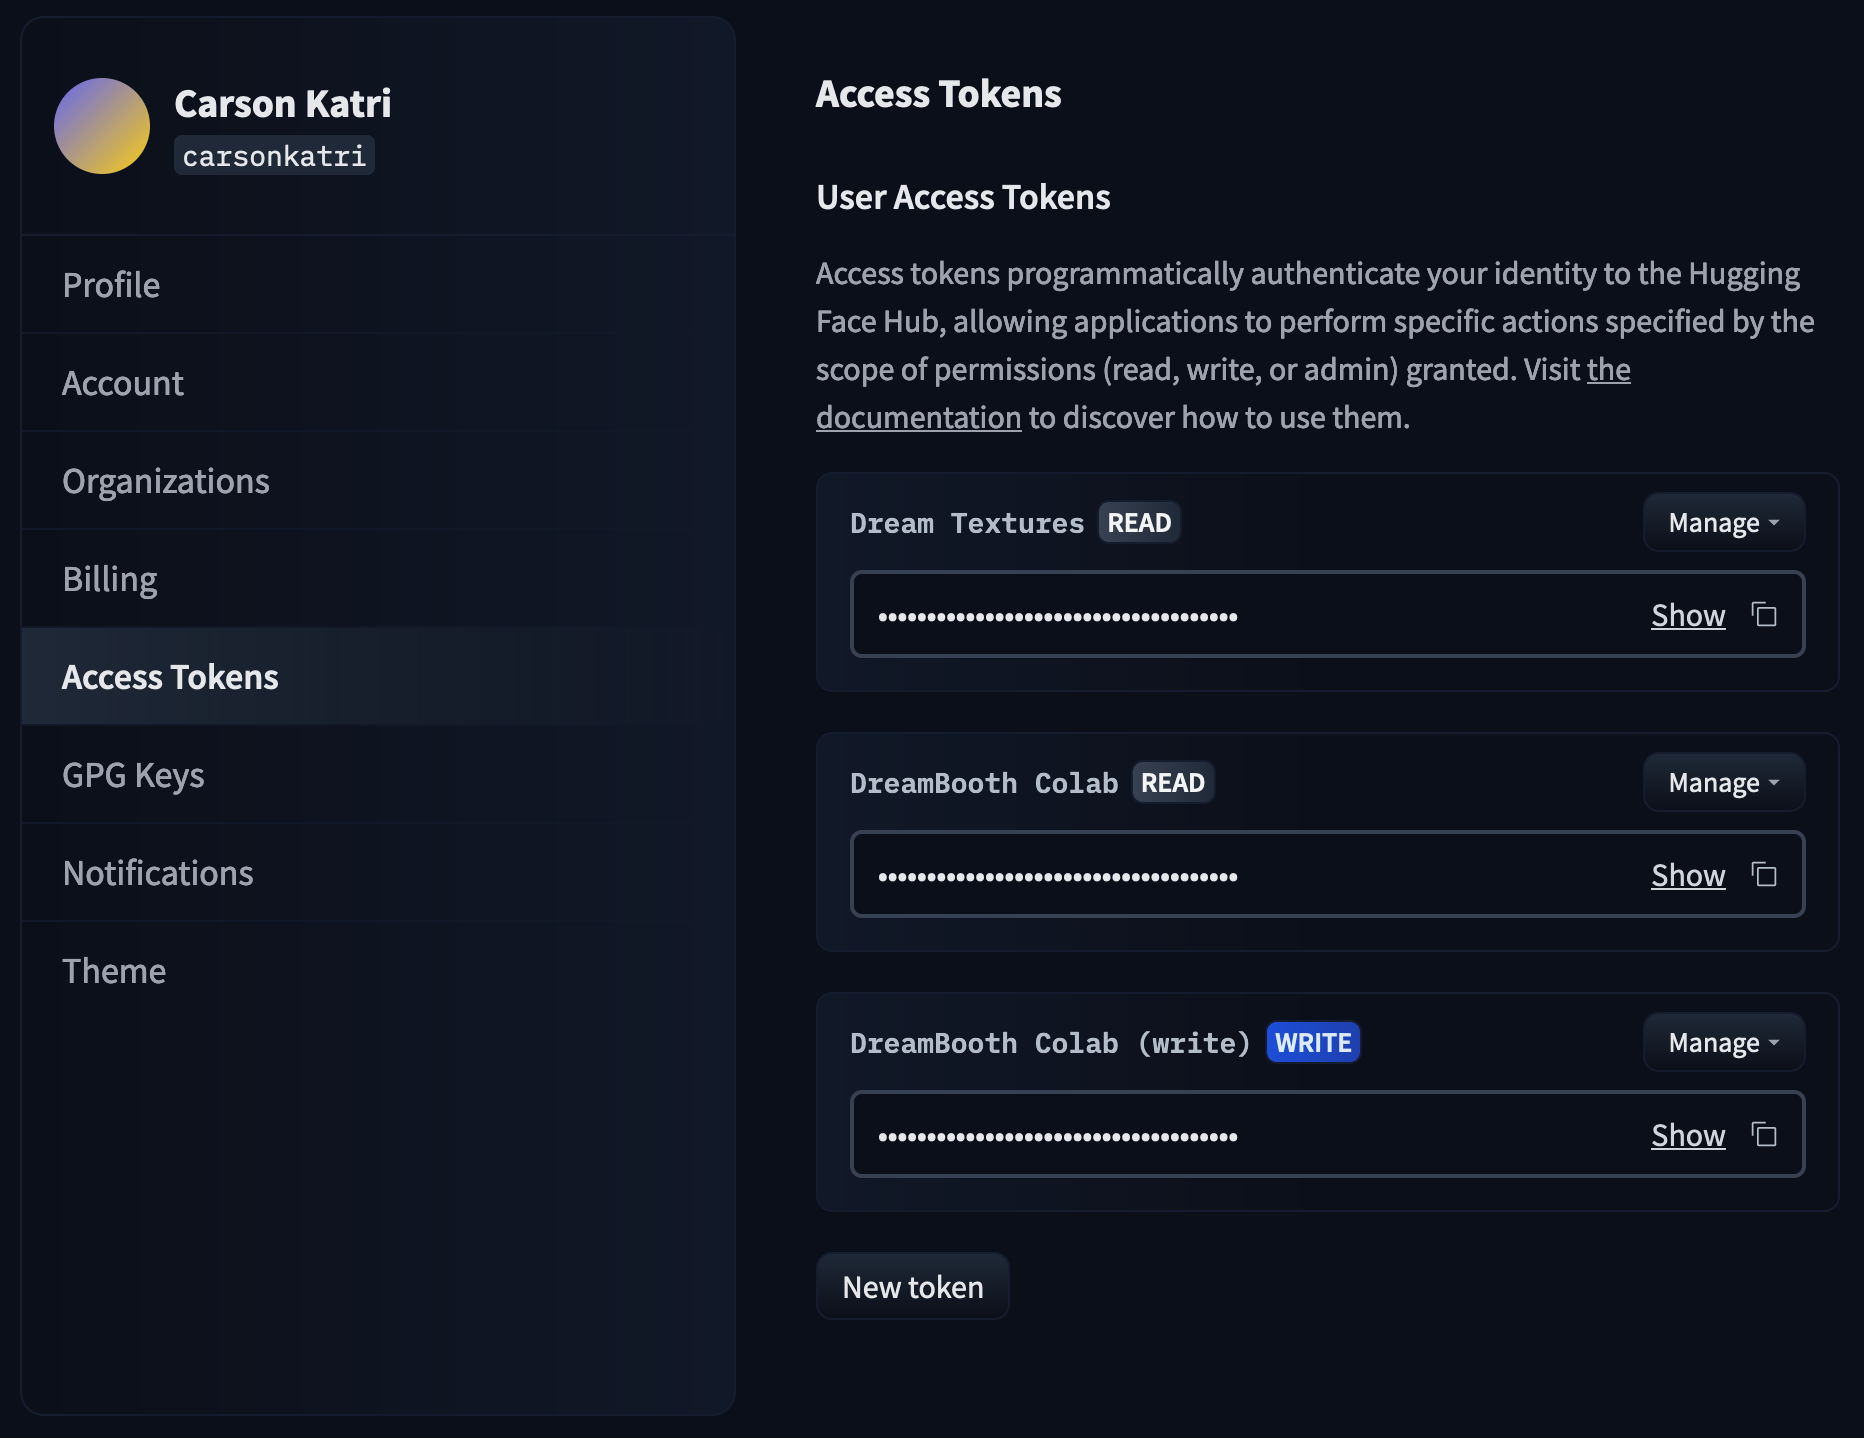 Carson Katri
carsonkatri
Profile
Account
Organizations
Billing
Access Tokens
GPG Keys
Notifications
Theme
Access Tokens
User Access Tokens
Access tokens programmatically authenticate your identity to the Hugging
Face Hub, allowing applications to perform specific actions specified by the
scope of permissions (read, write, or admin) granted. Visit the
documentation to discover how to use them.
Dream Textures READ Manage
••••••••••••••••••••••••••••••••••••• Show
DreamBooth Colab READ Manage
••••••••••••••••••••••••••••••••••••• Show
DreamBooth Colab (write) WRITE Manage
••••••••••••••••••••••••••••••••••••• Show
New token